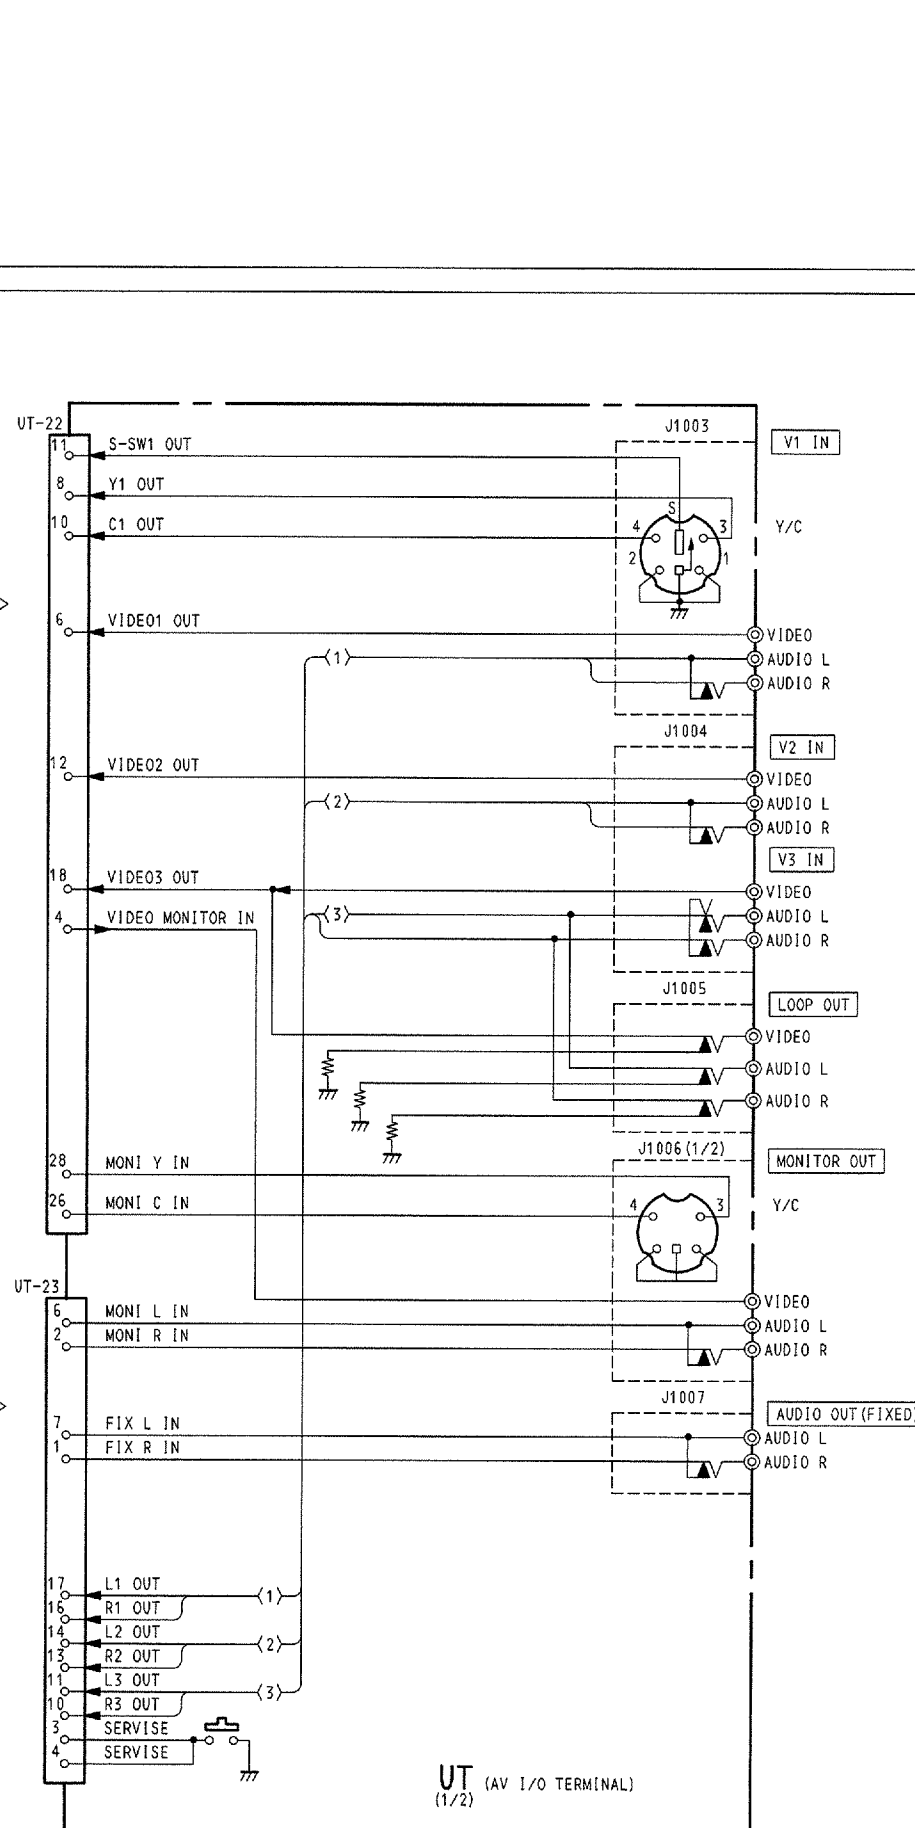 J1003
UT-22
V1 IN
11 S-SW1 OUT
8 Y1 OUT
S
10 C1 OUT
4 3
Y/C
2 1
6 VIDEO1 OUT
VIDEO
⟨1⟩
AUDIO L
AUDIO R
J1004
V2 IN
12 VIDEO2 OUT
VIDEO
⟨2⟩
AUDIO L
AUDIO R
V3 IN
18 VIDEO3 OUT
VIDEO
4 VIDEO MONITOR IN
⟨3⟩
AUDIO L
AUDIO R
J1005
LOOP OUT
VIDEO
AUDIO L
AUDIO R
J1006(1/2)
28 MONI Y IN
MONITOR OUT
26 MONI C IN
4 3
Y/C
UT-23
VIDEO
6 MONI L IN
AUDIO L
2 MONI R IN
AUDIO R
J1007
AUDIO OUT(FIXED)
7 FIX L IN
AUDIO L
1 FIX R IN
AUDIO R
17 L1 OUT
⟨1⟩
16 R1 OUT
14 L2 OUT
⟨2⟩
13 R2 OUT
11 L3 OUT
⟨3⟩
10 R3 OUT
3 SERVISE
4 SERVISE
UT (AV I/O TERMINAL)
(1/2)